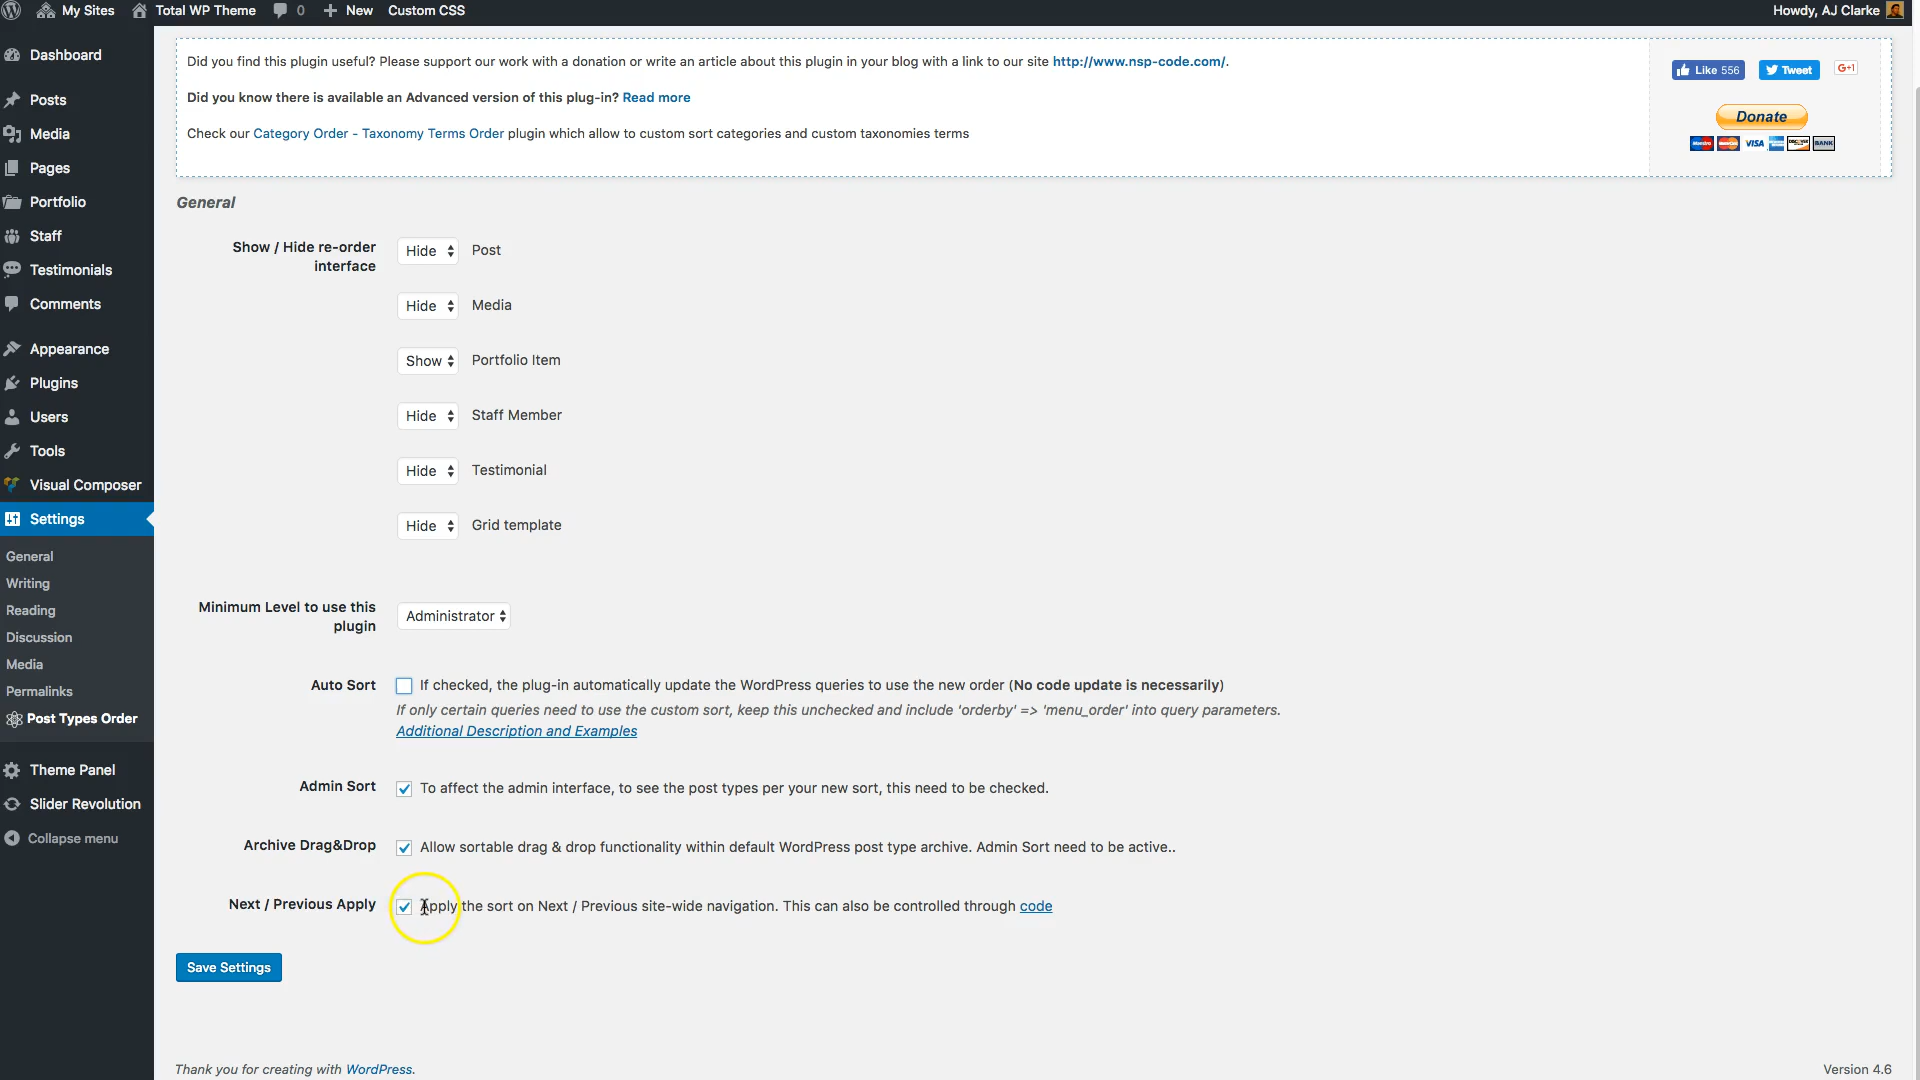 My Sites Total WP Theme 0 New Custom CSS Howdy, AJ Clarke
Dashboard
Posts
Media
Pages
Portfolio
Staff
Testimonials
Comments
Appearance
Plugins
Users
Tools
Visual Composer
Settings
General
Writing
Reading
Discussion
Media
Permalinks
Post Types Order
Theme Panel
Slider Revolution
Collapse menu
Did you find this plugin useful? Please support our work with a donation or write an article about this plugin in your blog with a link to our site http://www.nsp-code.com/.
Did you know there is available an Advanced version of this plug-in? Read more
Check our Category Order - Taxonomy Terms Order plugin which allow to custom sort categories and custom taxonomies terms
Like 556 Tweet G+1
Donate
VISA BANK
General
Show / Hide re-order
interface
Hide Post
Hide Media
Show Portfolio Item
Hide Staff Member
Hide Testimonial
Hide Grid template
Minimum Level to use this
plugin
Administrator
Auto Sort If checked, the plug-in automatically update the WordPress queries to use the new order (No code update is necessarily)
If only certain queries need to use the custom sort, keep this unchecked and include 'orderby' => 'menu_order' into query parameters.
Additional Description and Examples
Admin Sort To affect the admin interface, to see the post types per your new sort, this need to be checked.
Archive Drag&Drop Allow sortable drag & drop functionality within default WordPress post type archive. Admin Sort need to be active..
Next / Previous Apply Apply the sort on Next / Previous site-wide navigation. This can also be controlled through code
Save Settings
Thank you for creating with WordPress. Version 4.6